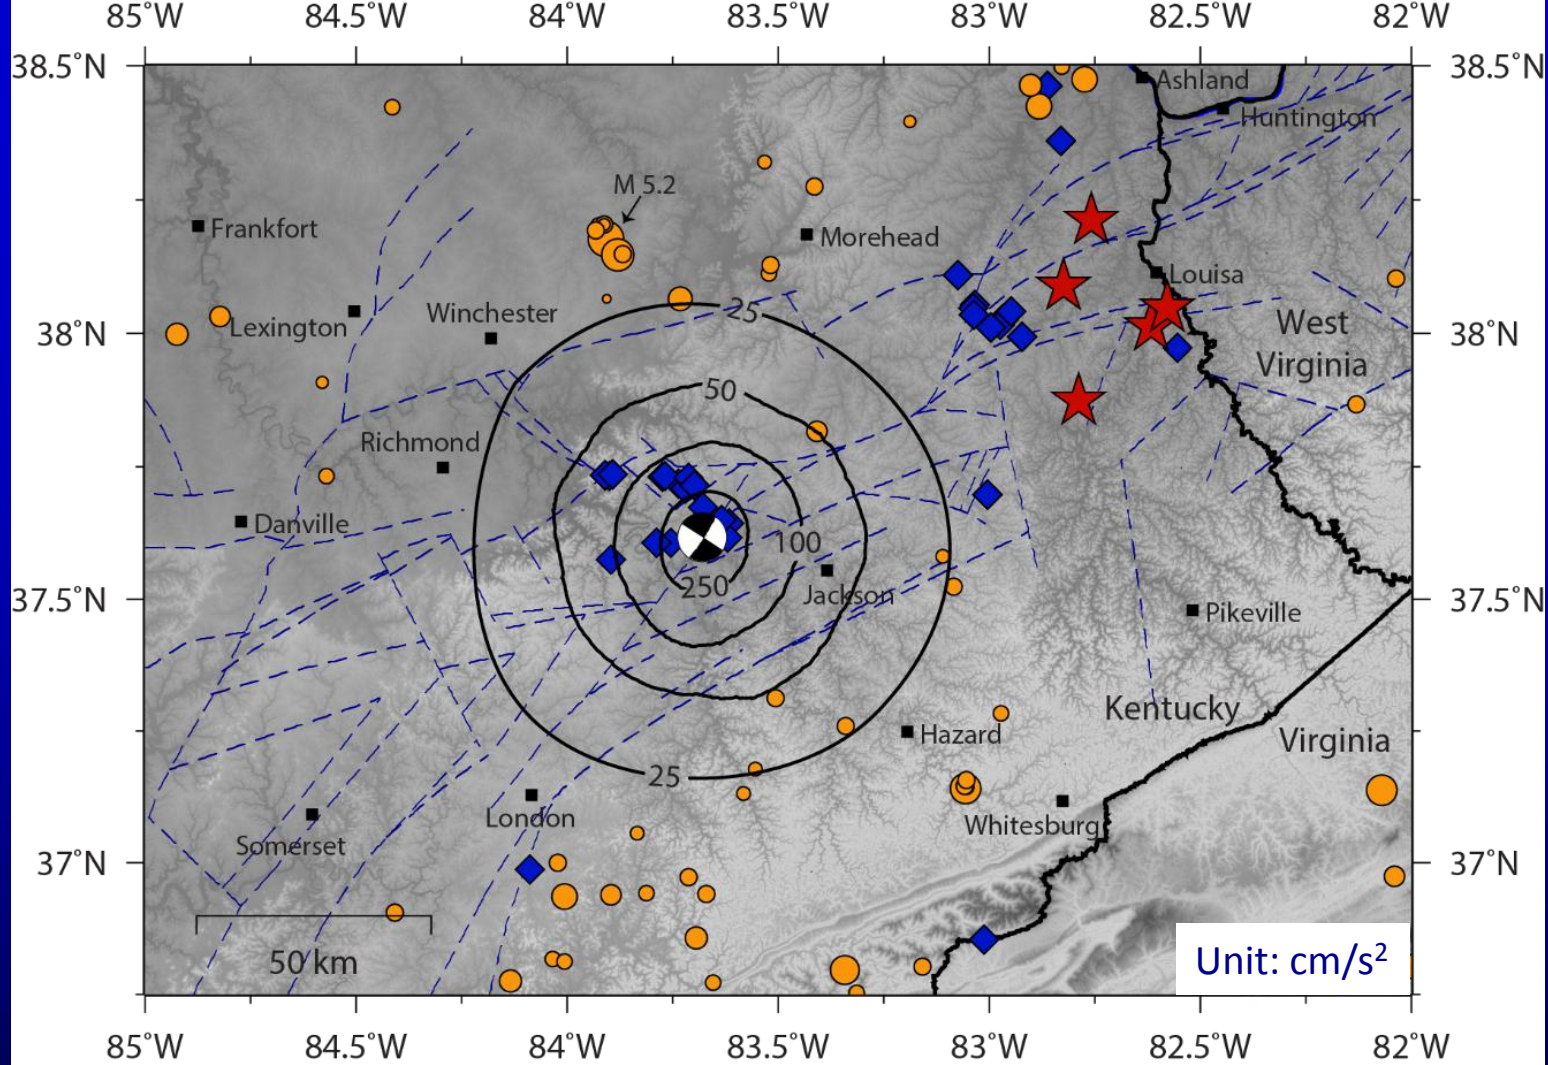 85°W 84.5°W 84°W 83.5°W 83°W 82.5°W 82°W
38.5°N 38.5°N
Ashland
Huntington
M 5.2
Frankfort
Morehead
Louisa
Lexington
Winchester
25
West
Virginia
38°N 38°N
50
Richmond
Danville
100
250
Jackson
37.5°N 37.5°N
Pikeville
Kentucky
Hazard
Virginia
25
London
Whitesburg
Somerset
37°N 37°N
50 km
Unit: cm/s²
85°W 84.5°W 84°W 83.5°W 83°W 82.5°W 82°W